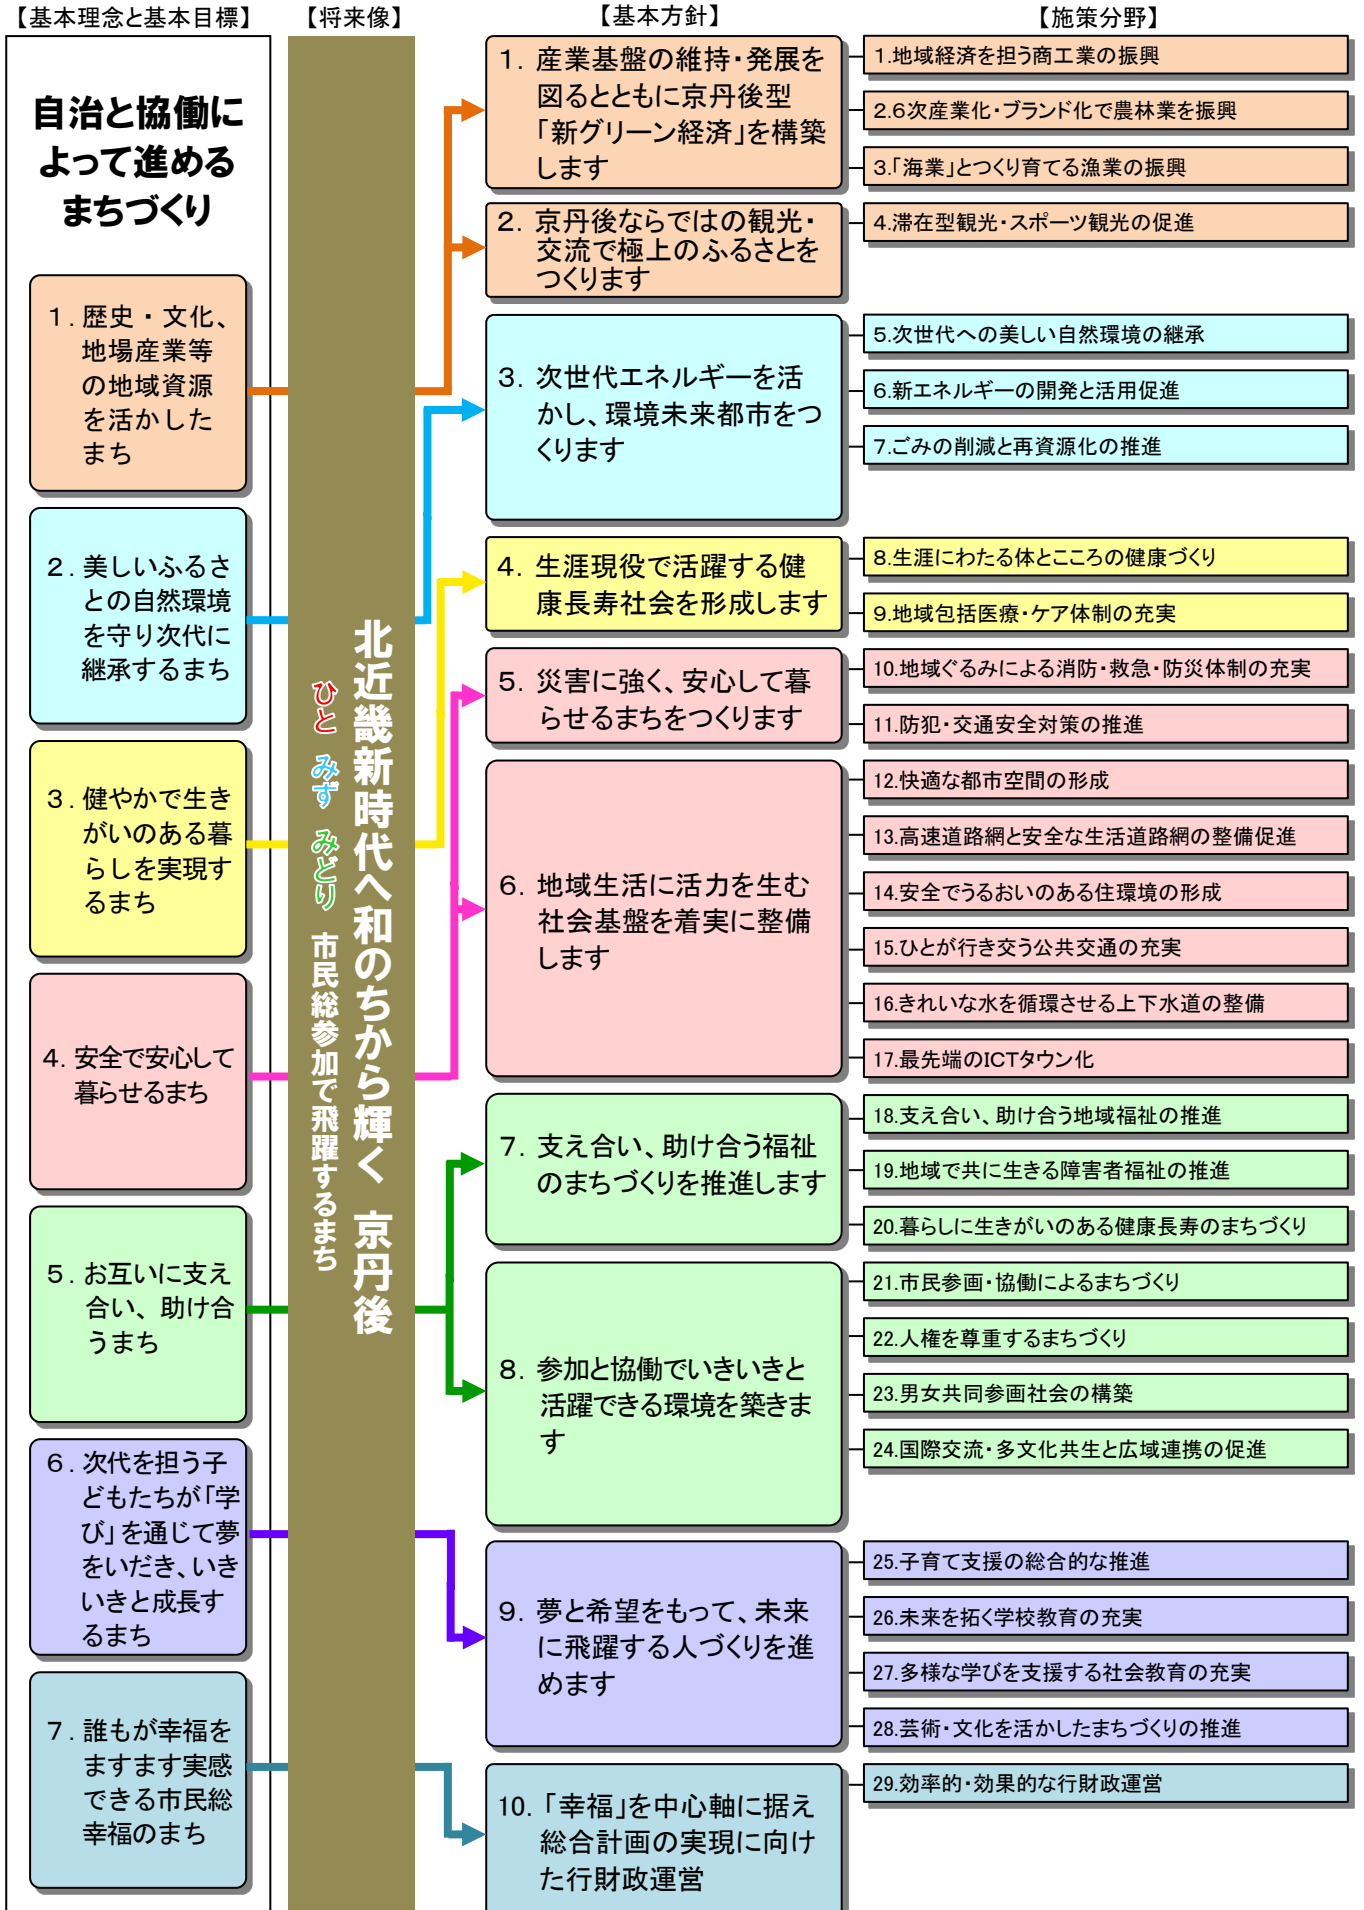 【基本理念と基本目標】
【将来像】
【基本方針】
【施策分野】
自治と協働に
よって進める
まちづくり
1. 歴史・文化、
地場産業等
の地域資源
を活かした
まち
2. 美しいふるさ
との自然環境
を守り次代に
継承するまち
3. 健やかで生き
がいのある暮
らしを実現す
るまち
4. 安全で安心して
暮らせるまち
5. お互いに支え
合い、助け合
うまち
6. 次代を担う子
どもたちが「学
び」を通じて夢
をいだき、いき
いきと成長す
るまち
7. 誰もが幸福を
ますます実感
できる市民総
幸福のまち
北近畿新時代へ和のちから輝く 京丹後
ひと みず みどり 市民総参加で飛躍するまち
1. 産業基盤の維持・発展を
図るとともに京丹後型
「新グリーン経済」を構築
します
2. 京丹後ならではの観光・
交流で極上のふるさとを
つくります
3. 次世代エネルギーを活
かし、環境未来都市をつ
くります
4. 生涯現役で活躍する健
康長寿社会を形成します
5. 災害に強く、安心して暮
らせるまちをつくります
6. 地域生活に活力を生む
社会基盤を着実に整備
します
7. 支え合い、助け合う福祉
のまちづくりを推進します
8. 参加と協働でいきいきと
活躍できる環境を築きま
す
9. 夢と希望をもって、未来
に飛躍する人づくりを進
めます
10. 「幸福」を中心軸に据え
総合計画の実現に向け
た行財政運営
1.地域経済を担う商工業の振興
2.6次産業化・ブランド化で農林業を振興
3.「海業」とつくり育てる漁業の振興
4.滞在型観光・スポーツ観光の促進
5.次世代への美しい自然環境の継承
6.新エネルギーの開発と活用促進
7.ごみの削減と再資源化の推進
8.生涯にわたる体とこころの健康づくり
9.地域包括医療・ケア体制の充実
10.地域ぐるみによる消防・救急・防災体制の充実
11.防犯・交通安全対策の推進
12.快適な都市空間の形成
13.高速道路網と安全な生活道路網の整備促進
14.安全でうるおいのある住環境の形成
15.ひとが行き交う公共交通の充実
16.きれいな水を循環させる上下水道の整備
17.最先端のICTタウン化
18.支え合い、助け合う地域福祉の推進
19.地域で共に生きる障害者福祉の推進
20.暮らしに生きがいのある健康長寿のまちづくり
21.市民参画・協働によるまちづくり
22.人権を尊重するまちづくり
23.男女共同参画社会の構築
24.国際交流・多文化共生と広域連携の促進
25.子育て支援の総合的な推進
26.未来を拓く学校教育の充実
27.多様な学びを支援する社会教育の充実
28.芸術・文化を活かしたまちづくりの推進
29.効率的・効果的な行財政運営